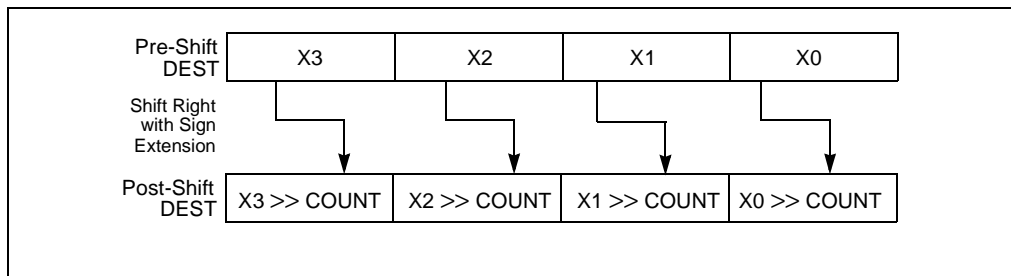 Pre-Shift
DEST
X3 X2 X1 X0
Shift Right
with Sign
Extension
Post-Shift
DEST
X3 >> COUNT X2 >> COUNT X1 >> COUNT X0 >> COUNT